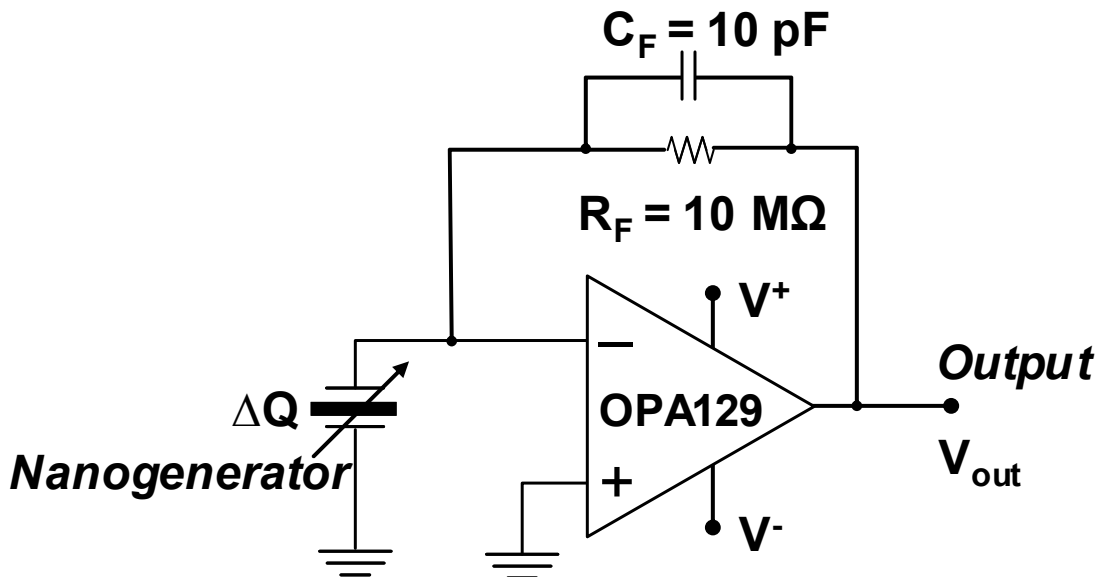 C_F = 10 pF
R_F = 10 MΩ
V⁺
−
Output
ΔQ
OPA129
Nanogenerator
+
V_out
V⁻